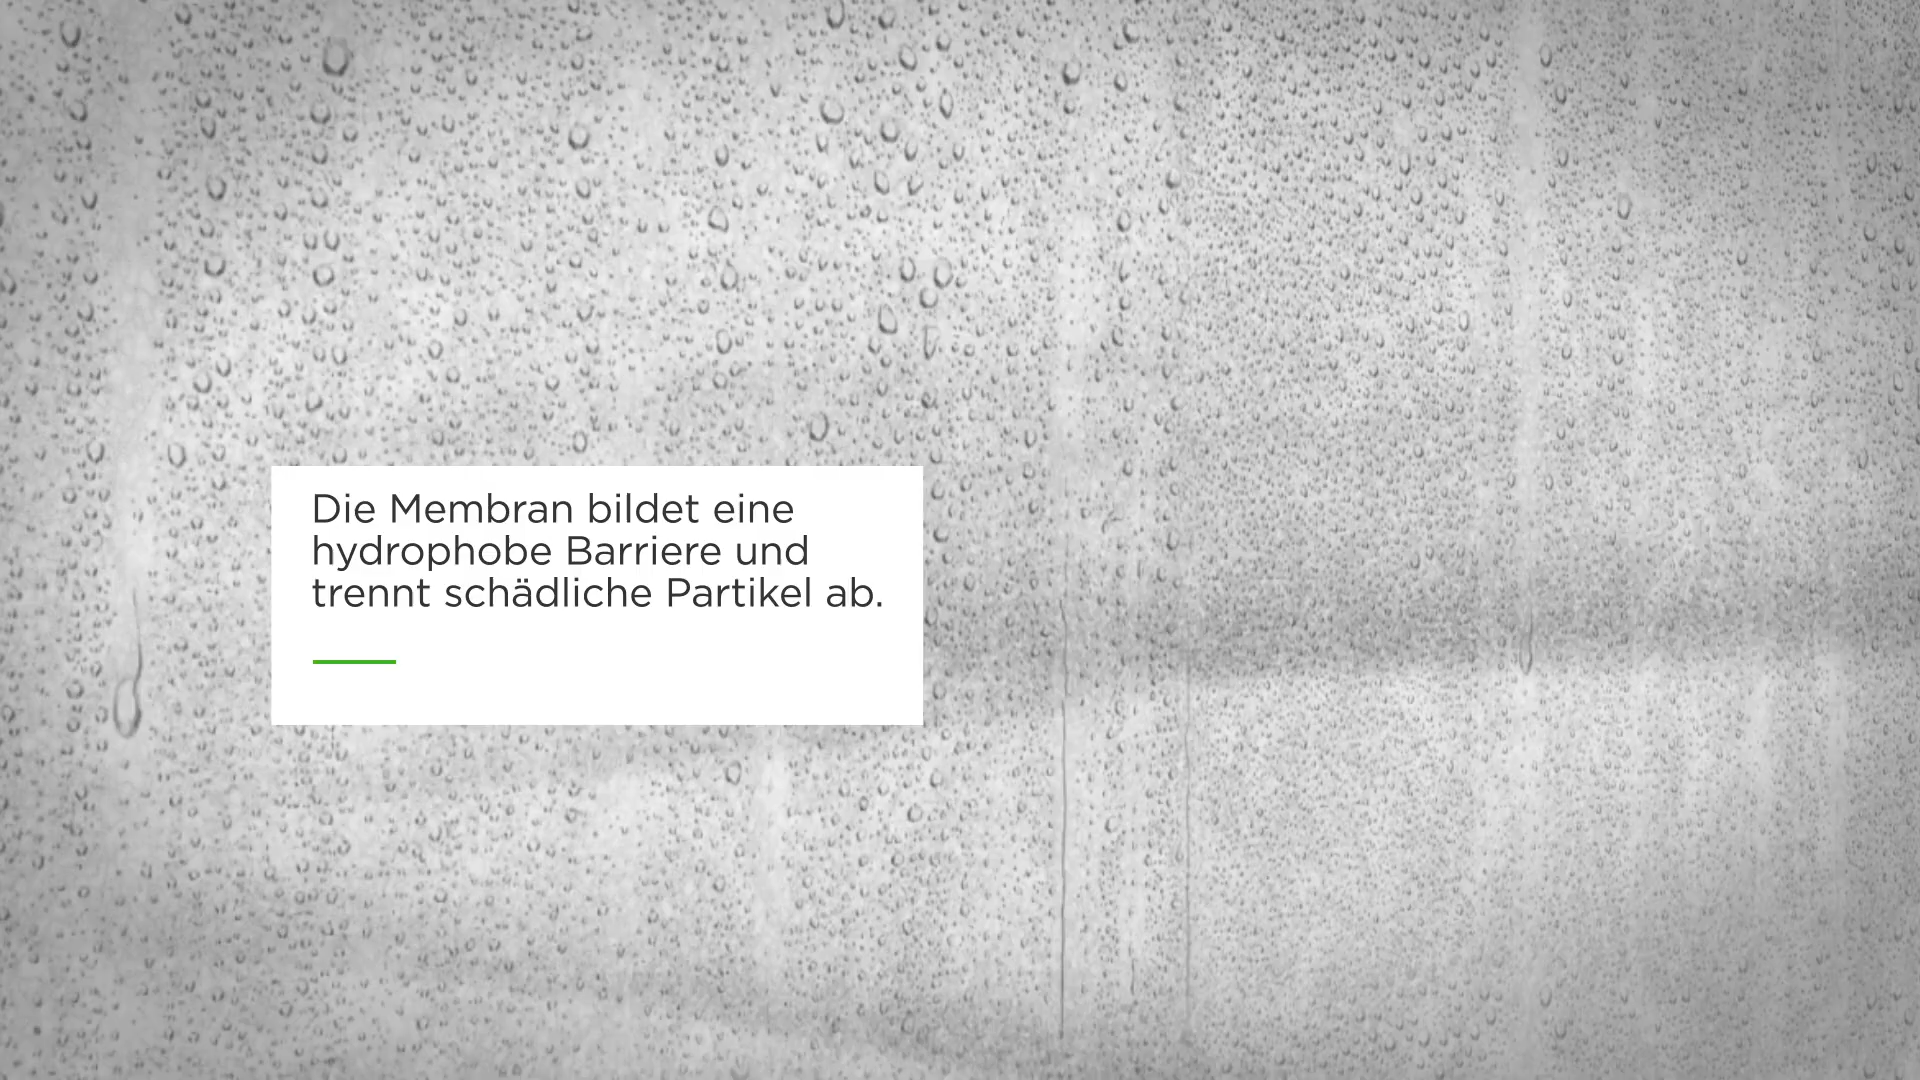 Die Membran bildet eine
hydrophobe Barriere und
trennt schädliche Partikel ab.